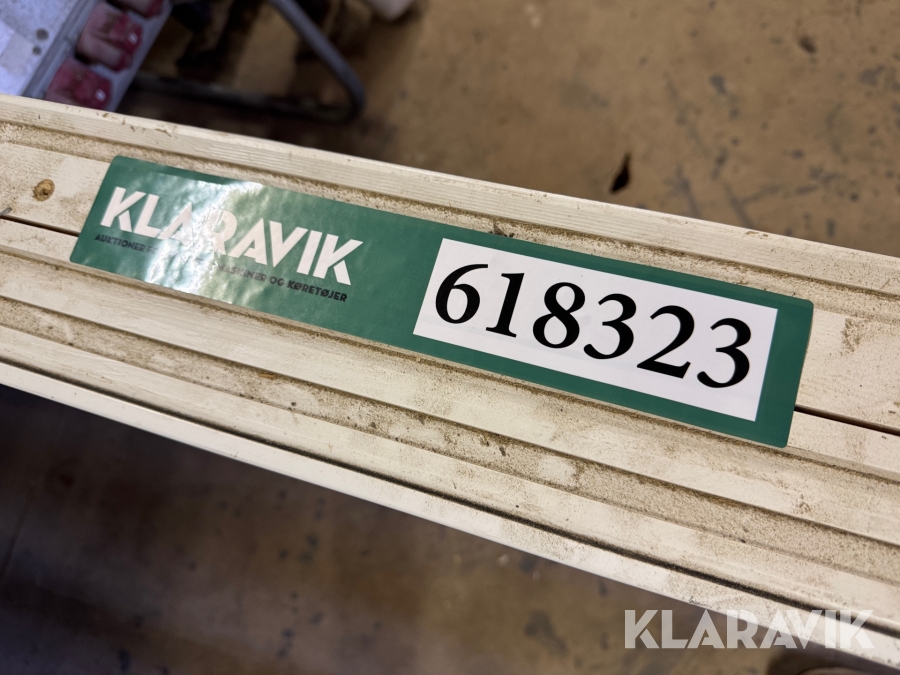 KLARAVIK
AUKTIONER
OG KØRETØJER
618323
KLARAVIK